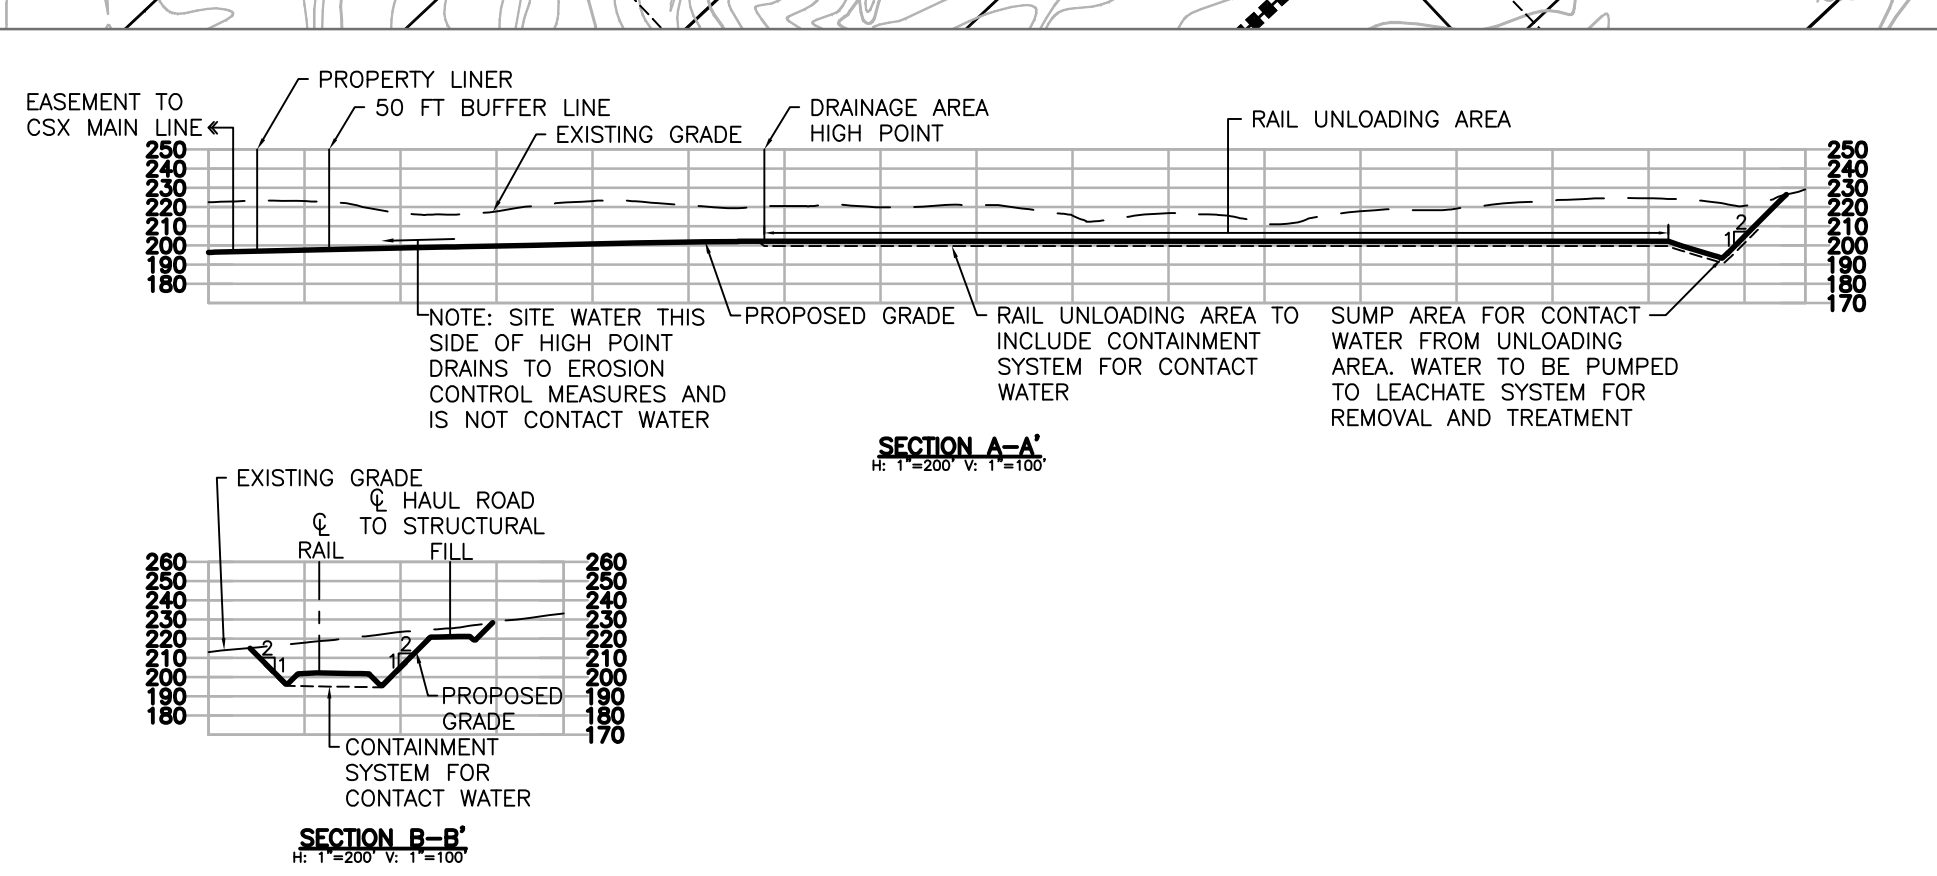 PROPERTY LINER
EASEMENT TO
CSX MAIN LINE
50 FT BUFFER LINE
EXISTING GRADE
DRAINAGE AREA
HIGH POINT
RAIL UNLOADING AREA
250
240
230
220
210
200
190
180
250
240
230
220
210
200
190
180
170
2
1
NOTE: SITE WATER THIS
SIDE OF HIGH POINT
DRAINS TO EROSION
CONTROL MEASURES AND
IS NOT CONTACT WATER
PROPOSED GRADE
RAIL UNLOADING AREA TO
INCLUDE CONTAINMENT
SYSTEM FOR CONTACT
WATER
SUMP AREA FOR CONTACT
WATER FROM UNLOADING
AREA. WATER TO BE PUMPED
TO LEACHATE SYSTEM FOR
REMOVAL AND TREATMENT
SECTION A-A'
H: 1"=200' V: 1"=100'
EXISTING GRADE
℄
RAIL
℄ HAUL ROAD
TO STRUCTURAL
FILL
260
250
240
230
220
210
200
190
180
260
250
240
230
220
210
200
190
180
170
2
1
2
1
PROPOSED
GRADE
CONTAINMENT
SYSTEM FOR
CONTACT WATER
SECTION B-B'
H: 1"=200' V: 1"=100'